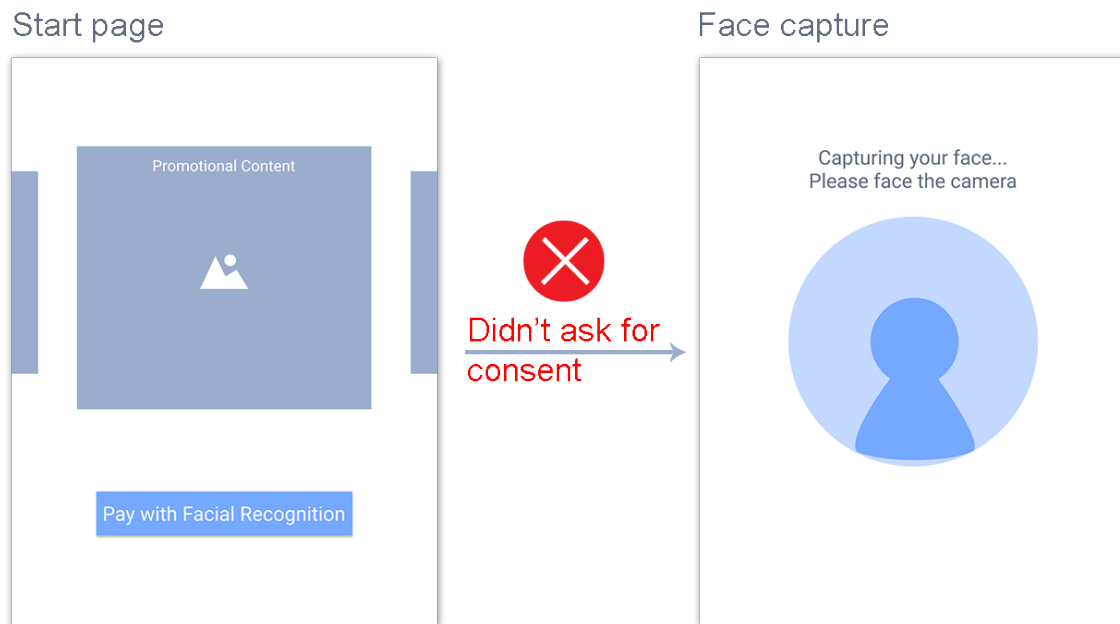 Start page
Face capture
Promotional Content
Pay with Facial Recognition
Didn’t ask for
consent
Capturing your face...
Please face the camera